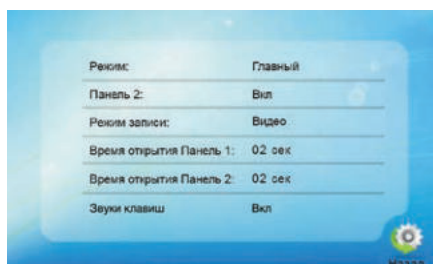 Режим: Главный
Панель 2: Вкл
Режим записи: Видео
Время открытия Панель 1: 02 сек
Время открытия Панель 2: 02 сек
Звуки клавиш Вкл
Назад